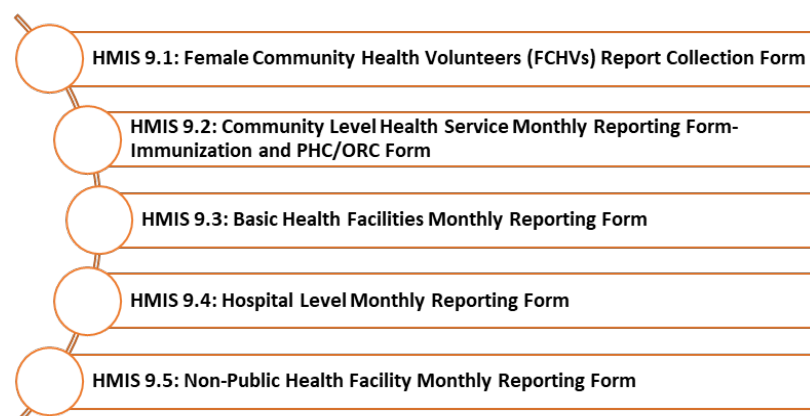 HMIS 9.1: Female Community Health Volunteers (FCHVs) Report Collection Form
HMIS 9.2: Community Level Health Service Monthly Reporting Form-
Immunization and PHC/ORC Form
HMIS 9.3: Basic Health Facilities Monthly Reporting Form
HMIS 9.4: Hospital Level Monthly Reporting Form
HMIS 9.5: Non-Public Health Facility Monthly Reporting Form